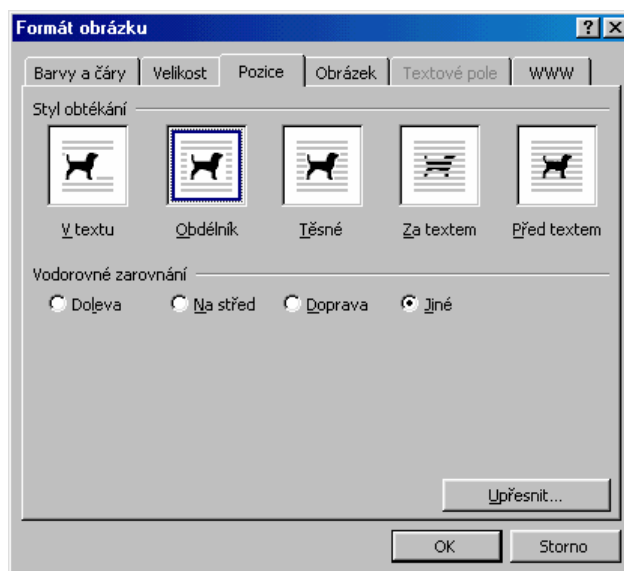 Formát obrázku
Barvy a čáry Velikost Pozice Obrázek Textové pole WWW
Styl obtékání
V textu Obdélník Těsné Za textem Před textem
Vodorovné zarovnání
Doleva Na střed Doprava Jiné
Upřesnit...
OK Storno